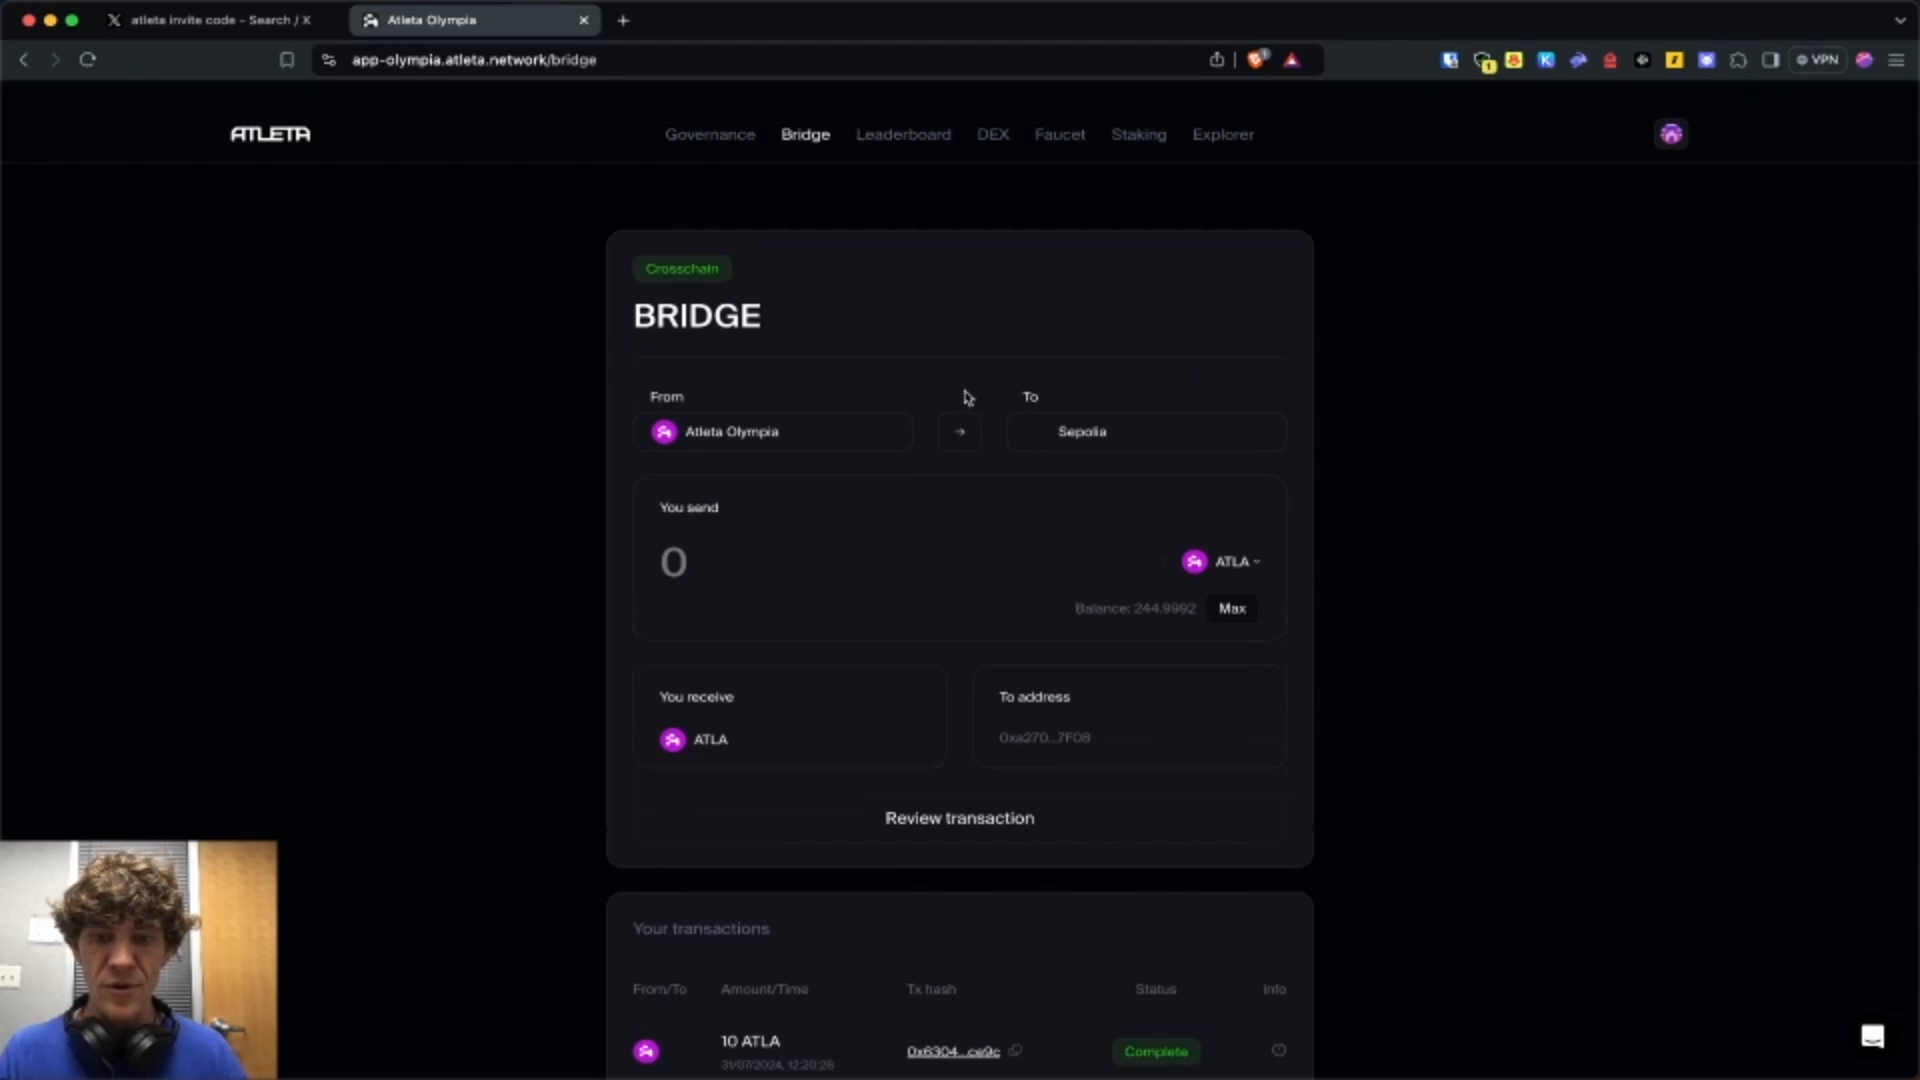 atleta invite code - Search / X
Atleta Olympia
app-olympia.atleta.network/bridge
1
VPN
ATLETA
Governance
Bridge
Leaderboard
DEX
Faucet
Staking
Explorer
Crosschain
BRIDGE
From
To
Atleta Olympia
Sepolia
You send
0
ATLA
Balance: 244.9992
Max
You receive
To address
ATLA
0xa270...7F08
Review transaction
Your transactions
From/To
Amount/Time
Tx hash
Status
Info
10 ATLA
0x6304...ce9c
Complete
31/07/2024, 12:20:28